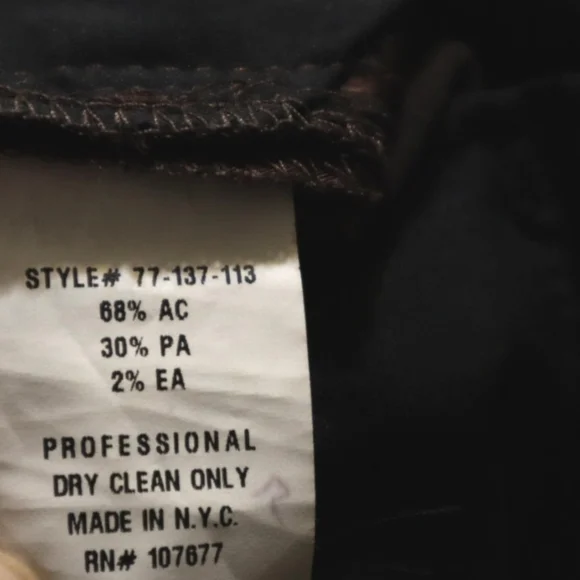 STYLE# 77-137-113
68% AC
30% PA
2% EA
PROFESSIONAL
DRY CLEAN ONLY
MADE IN N.Y.C.
RN# 107677